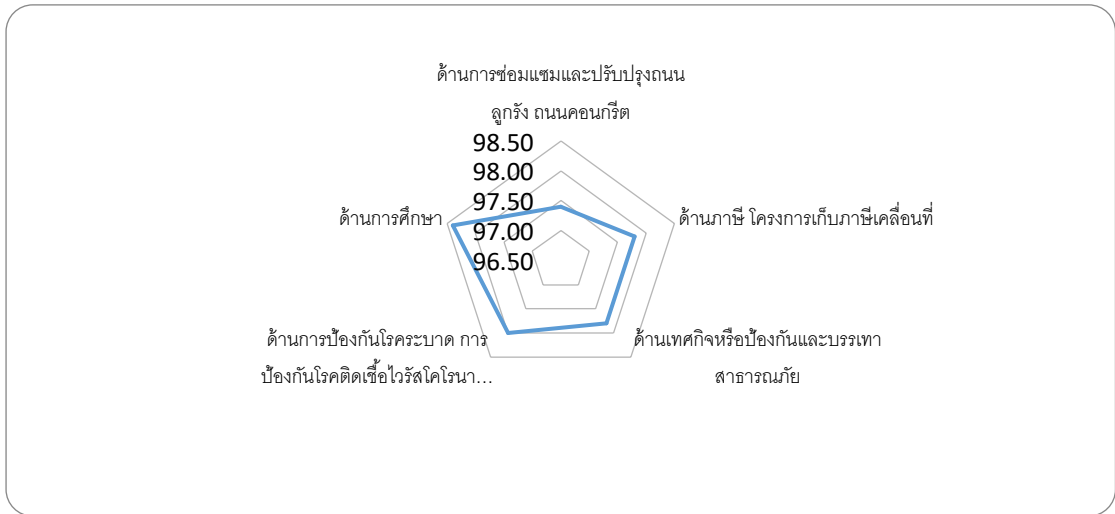 ด้านการซ่อมแซมและปรับปรุงถนน
ลูกรัง ถนนคอนกรีต
98.50
98.00
97.50
97.00
96.50
ด้านภาษี โครงการเก็บภาษีเคลื่อนที่
ด้านเทศกิจหรือป้องกันและบรรเทา
สาธารณภัย
ด้านการป้องกันโรคระบาด การ
ป้องกันโรคติดเชื้อไวรัสโคโรนา...
ด้านการศึกษา